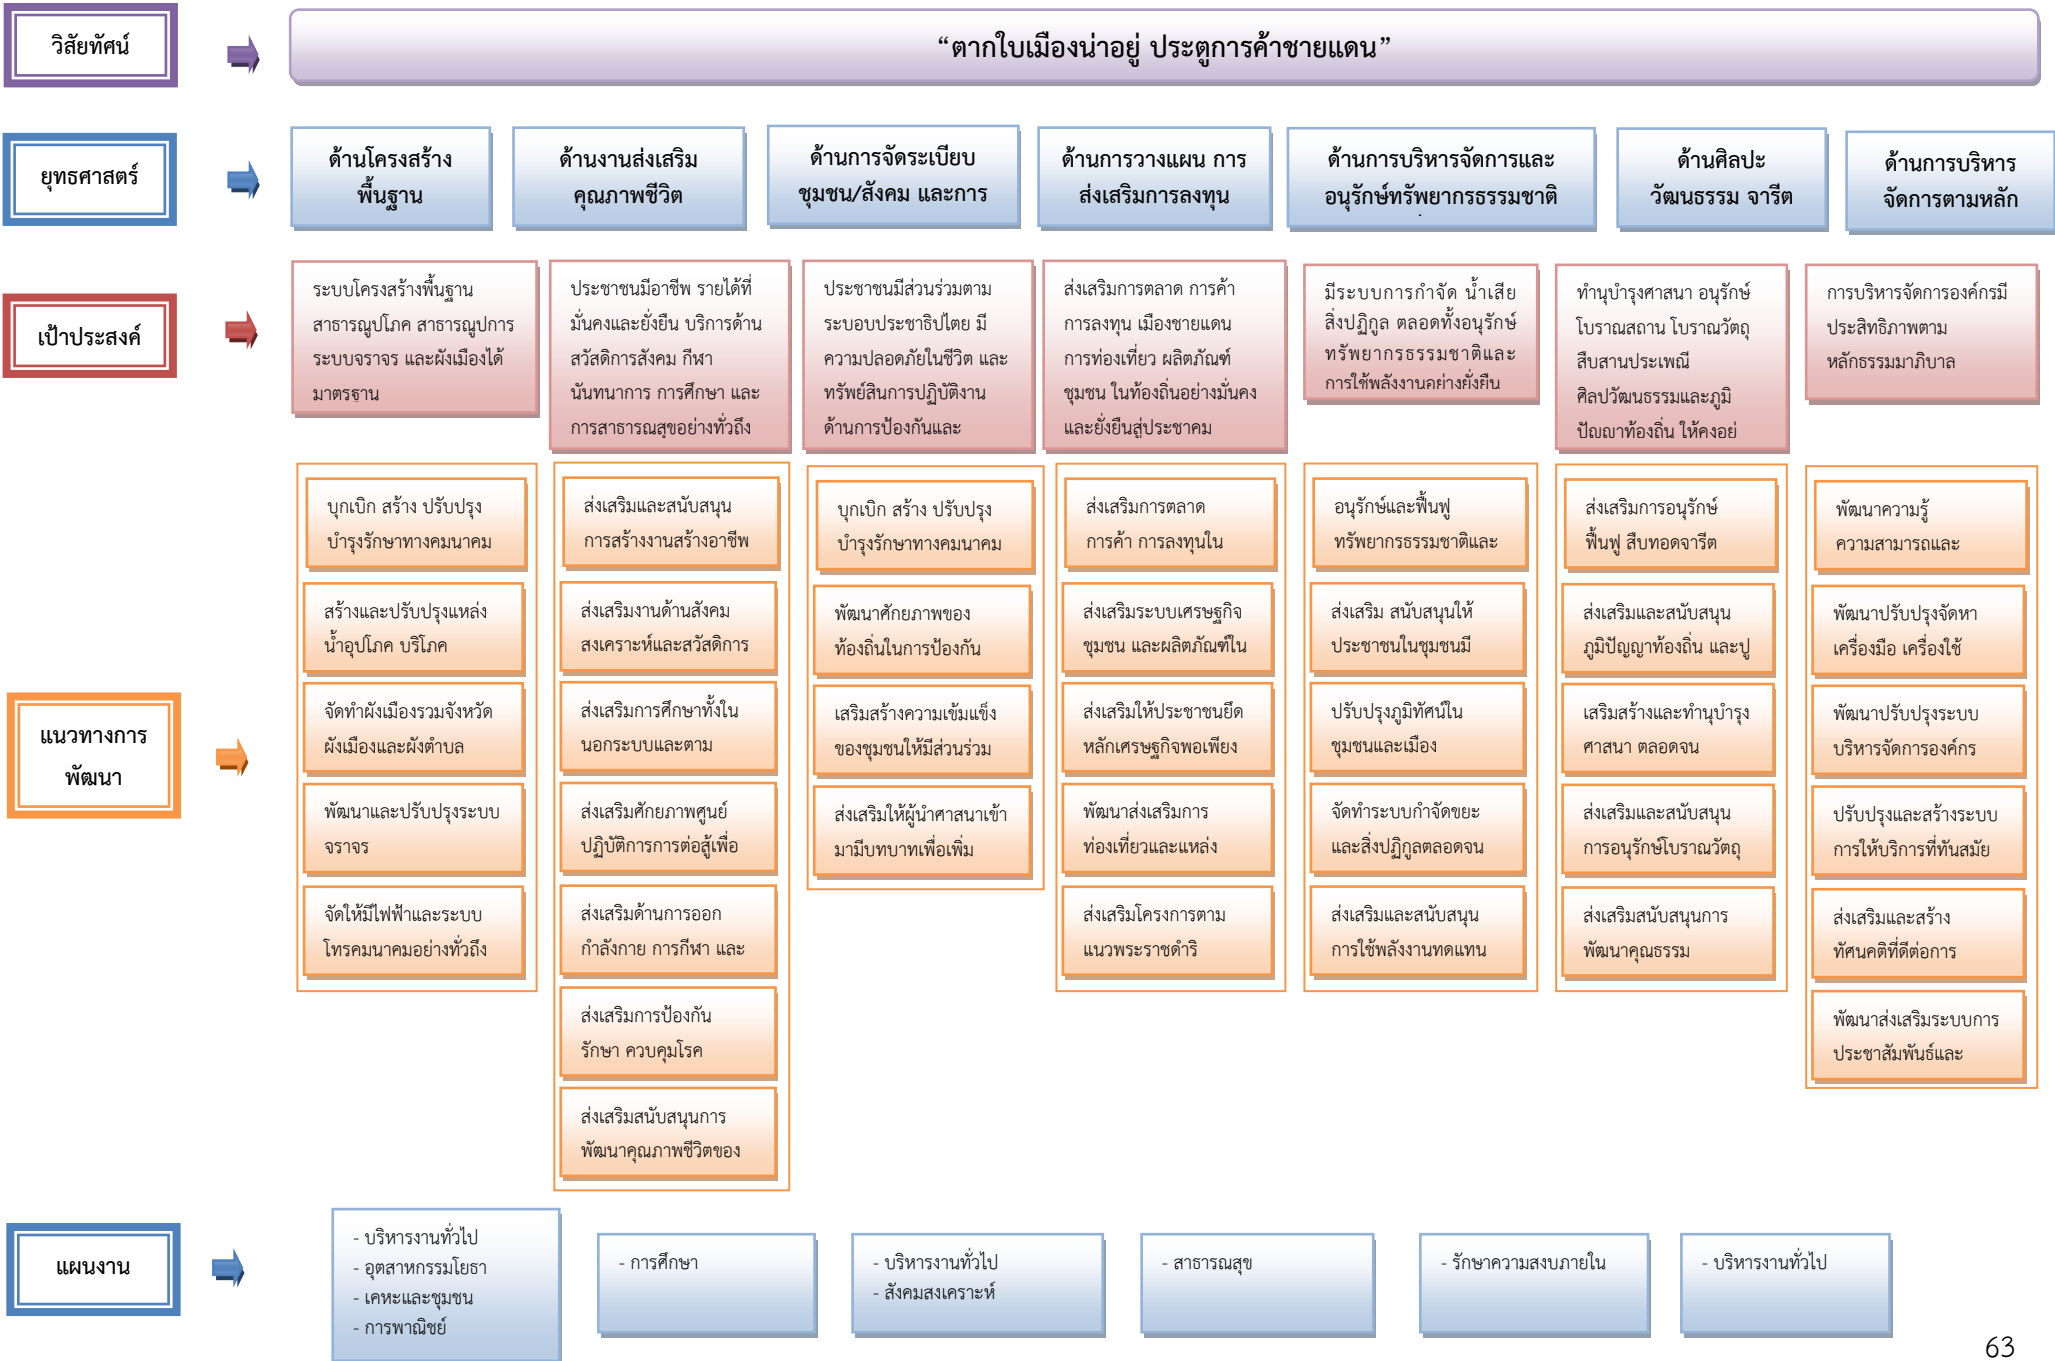 วิสัยทัศน์
“ตากใบเมืองน่าอยู่ ประตูการค้าชายแดน”
ยุทธศาสตร์
ด้านโครงสร้าง
พื้นฐาน
ด้านงานส่งเสริม
คุณภาพชีวิต
ด้านการจัดระเบียบ
ชุมชน/สังคม และการ
ด้านการวางแผน การ
ส่งเสริมการลงทุน
ด้านการบริหารจัดการและ
อนุรักษ์ทรัพยากรธรรมชาติ
ด้านศิลปะ
วัฒนธรรม จารีต
ด้านการบริหาร
จัดการตามหลัก
เป้าประสงค์
ระบบโครงสร้างพื้นฐาน
สาธารณูปโภค สาธารณูปการ
ระบบจราจร และผังเมืองได้
มาตรฐาน
ประชาชนมีอาชีพ รายได้ที่
มั่นคงและยั่งยืน บริการด้าน
สวัสดิการสังคม กีฬา
นันทนาการ การศึกษา และ
การสาธารณสุขอย่างทั่วถึง
ประชาชนมีส่วนร่วมตาม
ระบอบประชาธิปไตย มี
ความปลอดภัยในชีวิต และ
ทรัพย์สินการปฏิบัติงาน
ด้านการป้องกันและ
ส่งเสริมการตลาด การค้า
การลงทุน เมืองชายแดน
การท่องเที่ยว ผลิตภัณฑ์
ชุมชน ในท้องถิ่นอย่างมั่นคง
และยั่งยืนสู่ประชาคม
มีระบบการกำจัด น้ำเสีย
สิ่งปฏิกูล ตลอดทั้งอนุรักษ์
ทรัพยากรธรรมชาติและ
การใช้พลังงานอย่างยั่งยืน
ทำนุบำรุงศาสนา อนุรักษ์
โบราณสถาน โบราณวัตถุ
สืบสานประเพณี
ศิลปวัฒนธรรมและภูมิ
ปัญญาท้องถิ่น ให้คงอยู่
การบริหารจัดการองค์กรมี
ประสิทธิภาพตาม
หลักธรรมมาภิบาล
แนวทางการ
พัฒนา
บุกเบิก สร้าง ปรับปรุง
บำรุงรักษาทางคมนาคม
สร้างและปรับปรุงแหล่ง
น้ำอุปโภค บริโภค
จัดทำผังเมืองรวมจังหวัด
ผังเมืองและผังตำบล
พัฒนาและปรับปรุงระบบ
จราจร
จัดให้มีไฟฟ้าและระบบ
โทรคมนาคมอย่างทั่วถึง
ส่งเสริมและสนับสนุน
การสร้างงานสร้างอาชีพ
ส่งเสริมงานด้านสังคม
สงเคราะห์และสวัสดิการ
ส่งเสริมการศึกษาทั้งใน
นอกระบบและตาม
ส่งเสริมศักยภาพศูนย์
ปฏิบัติการการต่อสู้เพื่อ
ส่งเสริมด้านการออก
กำลังกาย การกีฬา และ
ส่งเสริมการป้องกัน
รักษา ควบคุมโรค
ส่งเสริมสนับสนุนการ
พัฒนาคุณภาพชีวิตของ
บุกเบิก สร้าง ปรับปรุง
บำรุงรักษาทางคมนาคม
พัฒนาศักยภาพของ
ท้องถิ่นในการป้องกัน
เสริมสร้างความเข้มแข็ง
ของชุมชนให้มีส่วนร่วม
ส่งเสริมให้ผู้นำศาสนาเข้า
มามีบทบาทเพื่อเพิ่ม
ส่งเสริมการตลาด
การค้า การลงทุนใน
ส่งเสริมระบบเศรษฐกิจ
ชุมชน และผลิตภัณฑ์ใน
ส่งเสริมให้ประชาชนยึด
หลักเศรษฐกิจพอเพียง
พัฒนาส่งเสริมการ
ท่องเที่ยวและแหล่ง
ส่งเสริมโครงการตาม
แนวพระราชดำริ
อนุรักษ์และฟื้นฟู
ทรัพยากรธรรมชาติและ
ส่งเสริม สนับสนุนให้
ประชาชนในชุมชนมี
ปรับปรุงภูมิทัศน์ใน
ชุมชนและเมือง
จัดทำระบบกำจัดขยะ
และสิ่งปฏิกูลตลอดจน
ส่งเสริมและสนับสนุน
การใช้พลังงานทดแทน
ส่งเสริมการอนุรักษ์
ฟื้นฟู สืบทอดจารีต
ส่งเสริมและสนับสนุน
ภูมิปัญญาท้องถิ่น และปู
เสริมสร้างและทำนุบำรุง
ศาสนา ตลอดจน
ส่งเสริมและสนับสนุน
การอนุรักษ์โบราณวัตถุ
ส่งเสริมสนับสนุนการ
พัฒนาคุณธรรม
พัฒนาความรู้
ความสามารถและ
พัฒนาปรับปรุงจัดหา
เครื่องมือ เครื่องใช้
พัฒนาปรับปรุงระบบ
บริหารจัดการองค์กร
ปรับปรุงและสร้างระบบ
การให้บริการที่ทันสมัย
ส่งเสริมและสร้าง
ทัศนคติที่ดีต่อการ
พัฒนาส่งเสริมระบบการ
ประชาสัมพันธ์และ
แผนงาน
- บริหารงานทั่วไป
- อุตสาหกรรมโยธา
- เคหะและชุมชน
- การพาณิชย์
- การศึกษา
- บริหารงานทั่วไป
- สังคมสงเคราะห์
- สาธารณสุข
- รักษาความสงบภายใน
- บริหารงานทั่วไป
63